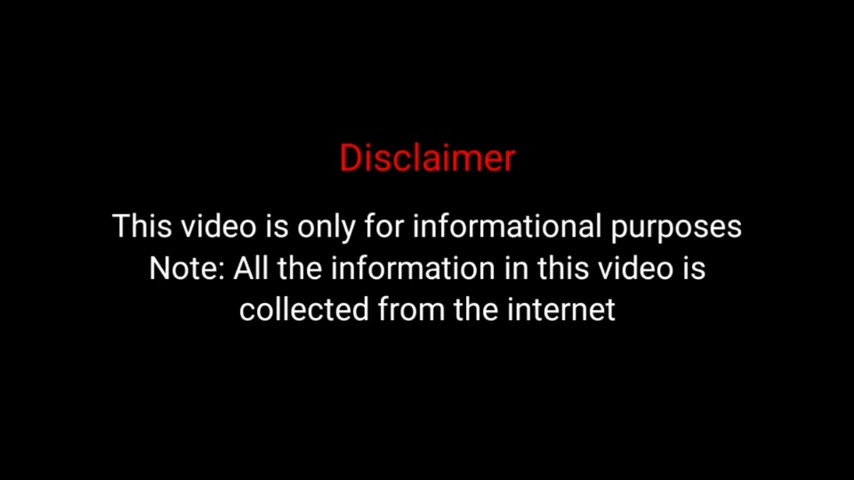 Disclaimer
This video is only for informational purposes
Note: All the information in this video is
collected from the internet